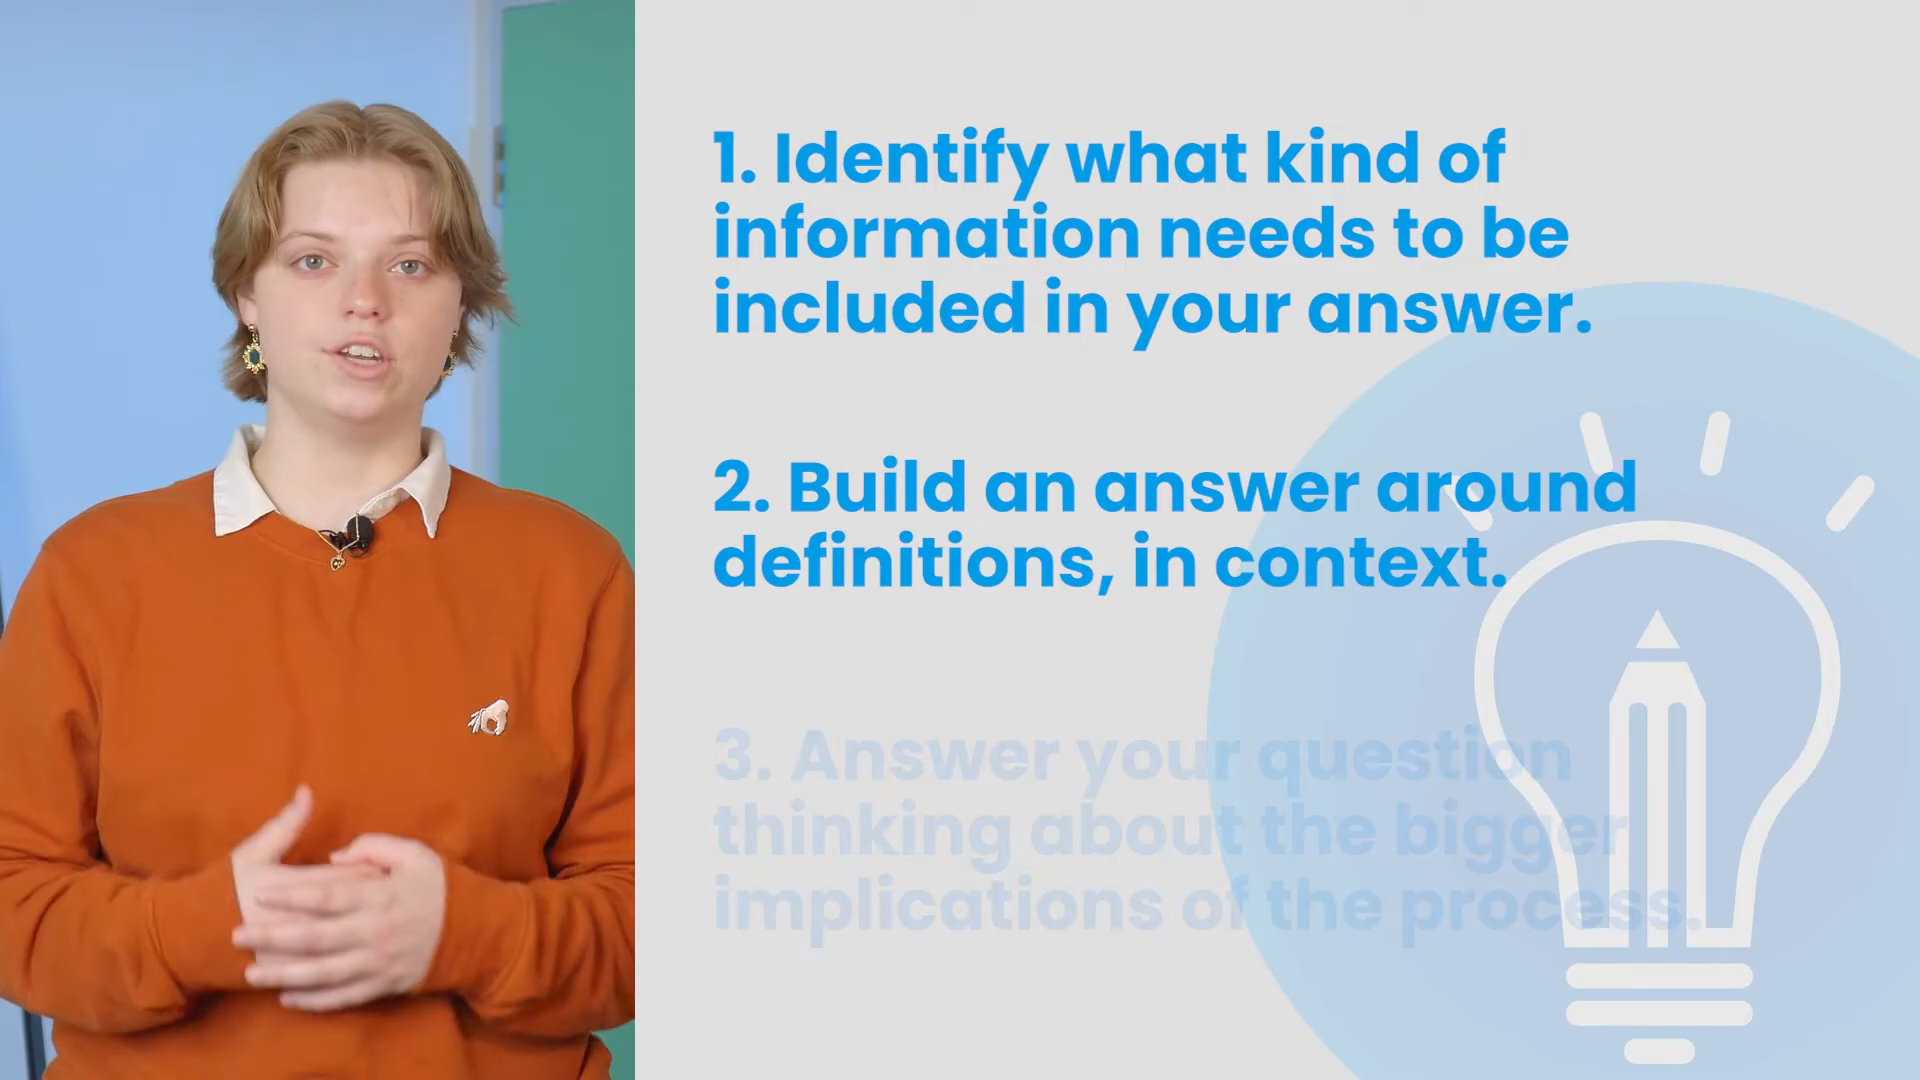 1. Identify what kind of
information needs to be
included in your answer.
2. Build an answer around
definitions, in context.
3. Answer your question
thinking about the bigger
implications of the process.